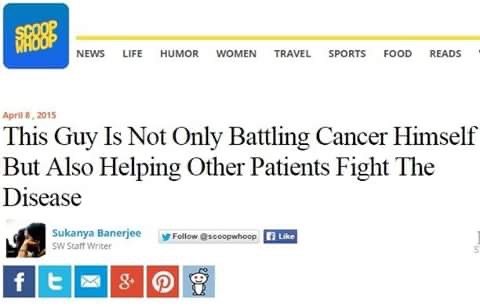 SCOOP
WHOOP
NEWS LIFE HUMOR WOMEN TRAVEL SPORTS FOOD READS
April 8, 2015
This Guy Is Not Only Battling Cancer Himself
But Also Helping Other Patients Fight The
Disease
Sukanya Banerjee
SW Staff Writer
Follow @scoopwhoop
Like
f t g+ P